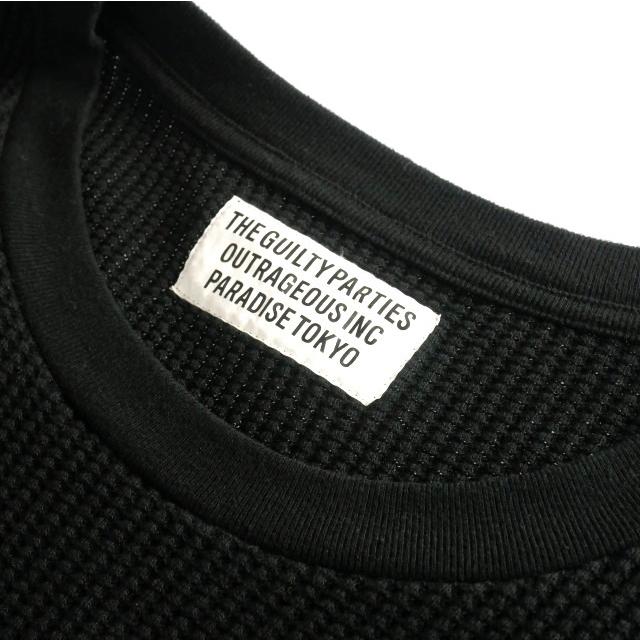 THE GUILTY PARTIES
OUTRAGEOUS INC
PARADISE TOKYO